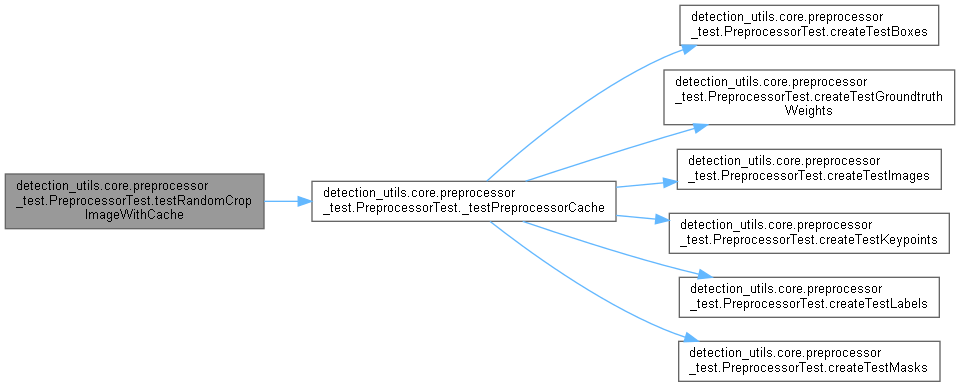 detection_utils.core.preprocessor
_test.PreprocessorTest.testRandomCrop
ImageWithCache
detection_utils.core.preprocessor
_test.PreprocessorTest._testPreprocessorCache
detection_utils.core.preprocessor
_test.PreprocessorTest.createTestBoxes
detection_utils.core.preprocessor
_test.PreprocessorTest.createTestGroundtruth
Weights
detection_utils.core.preprocessor
_test.PreprocessorTest.createTestImages
detection_utils.core.preprocessor
_test.PreprocessorTest.createTestKeypoints
detection_utils.core.preprocessor
_test.PreprocessorTest.createTestLabels
detection_utils.core.preprocessor
_test.PreprocessorTest.createTestMasks